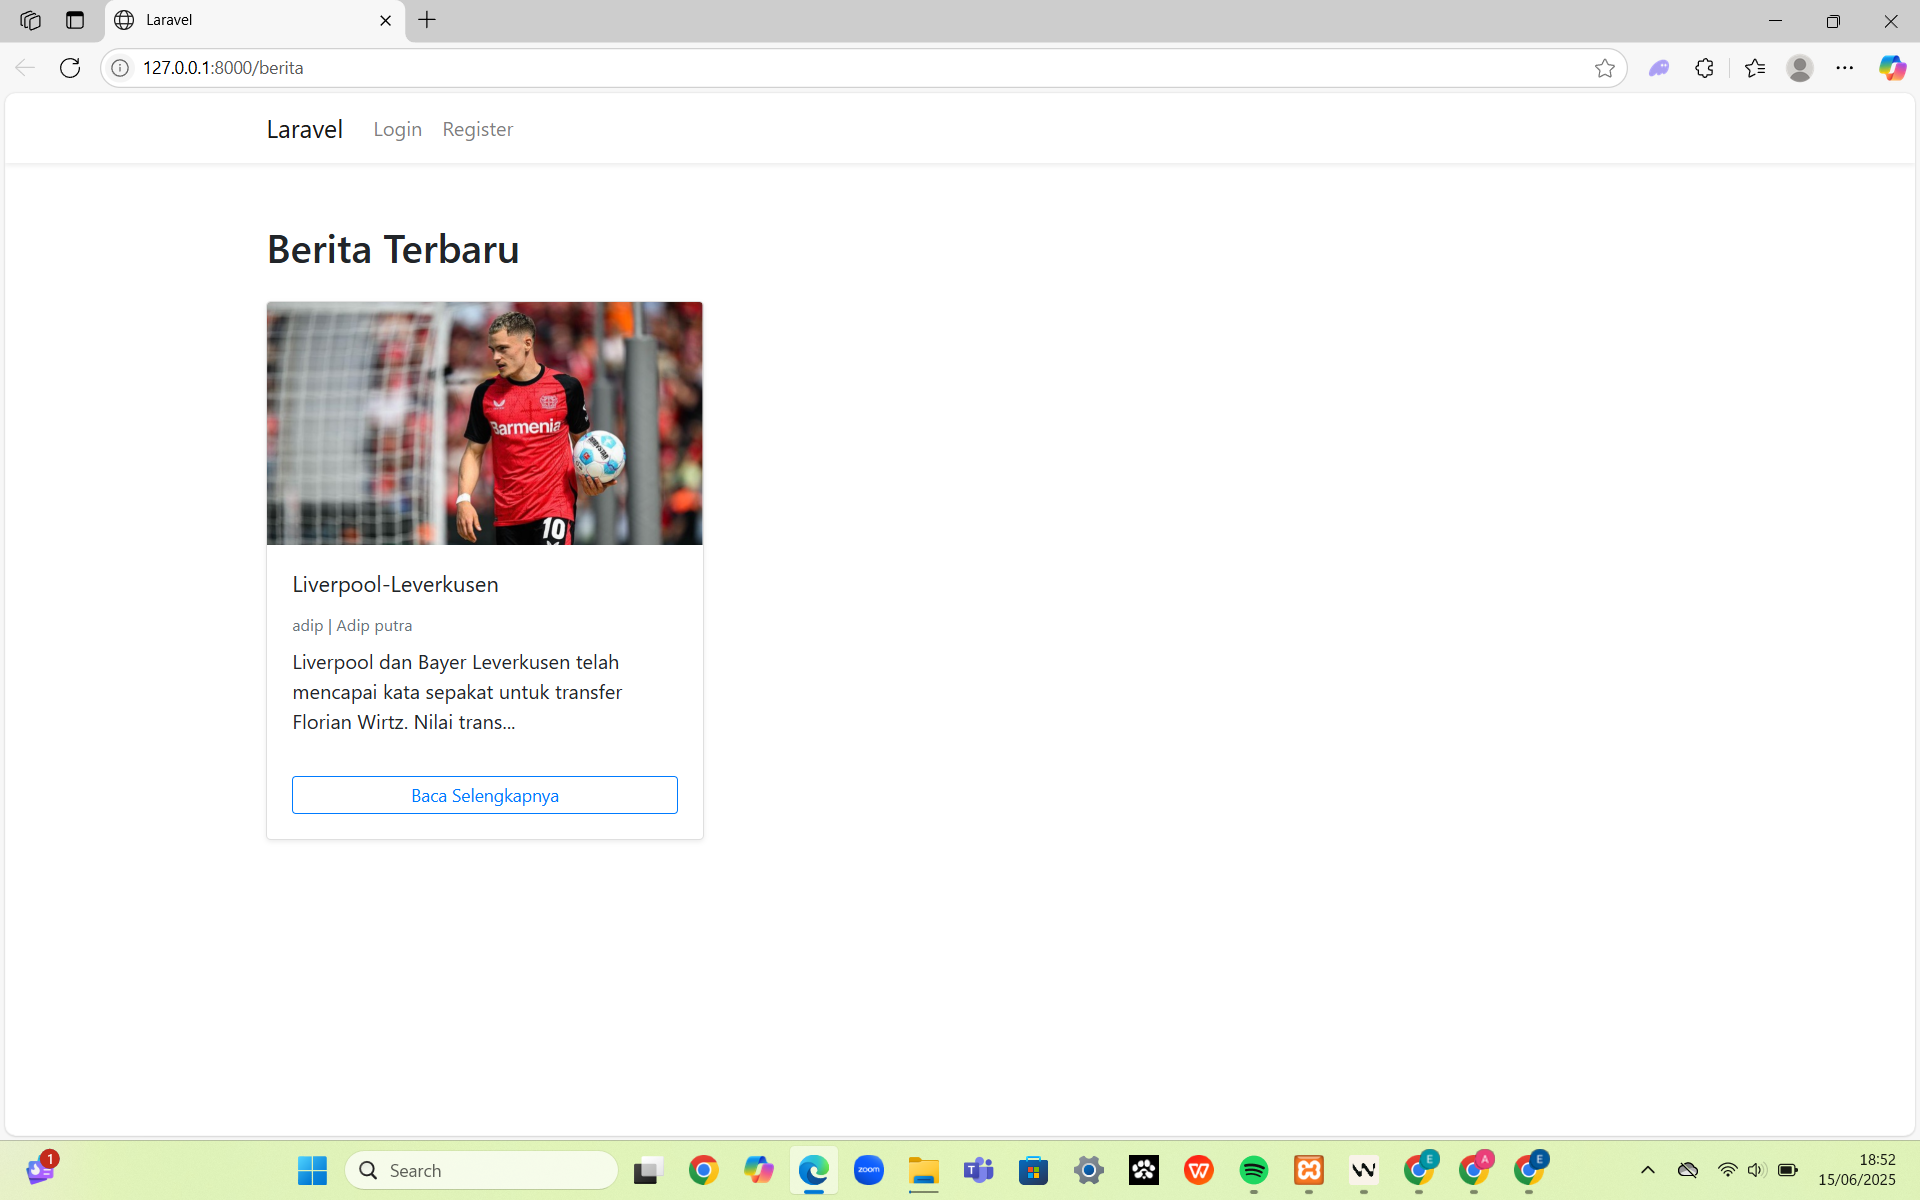 Laravel
127.0.0.1:8000/berita
Laravel Login Register
Berita Terbaru
Barmenia
10
Liverpool-Leverkusen
adip | Adip putra
Liverpool dan Bayer Leverkusen telah
mencapai kata sepakat untuk transfer
Florian Wirtz. Nilai trans...
Baca Selengkapnya
1
Search
zoom
E
A
E
18:52
15/06/2025